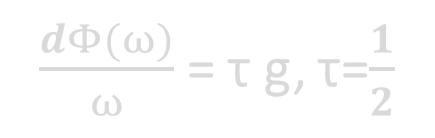 dΦ(ω)/ω = τ g, τ=1/2